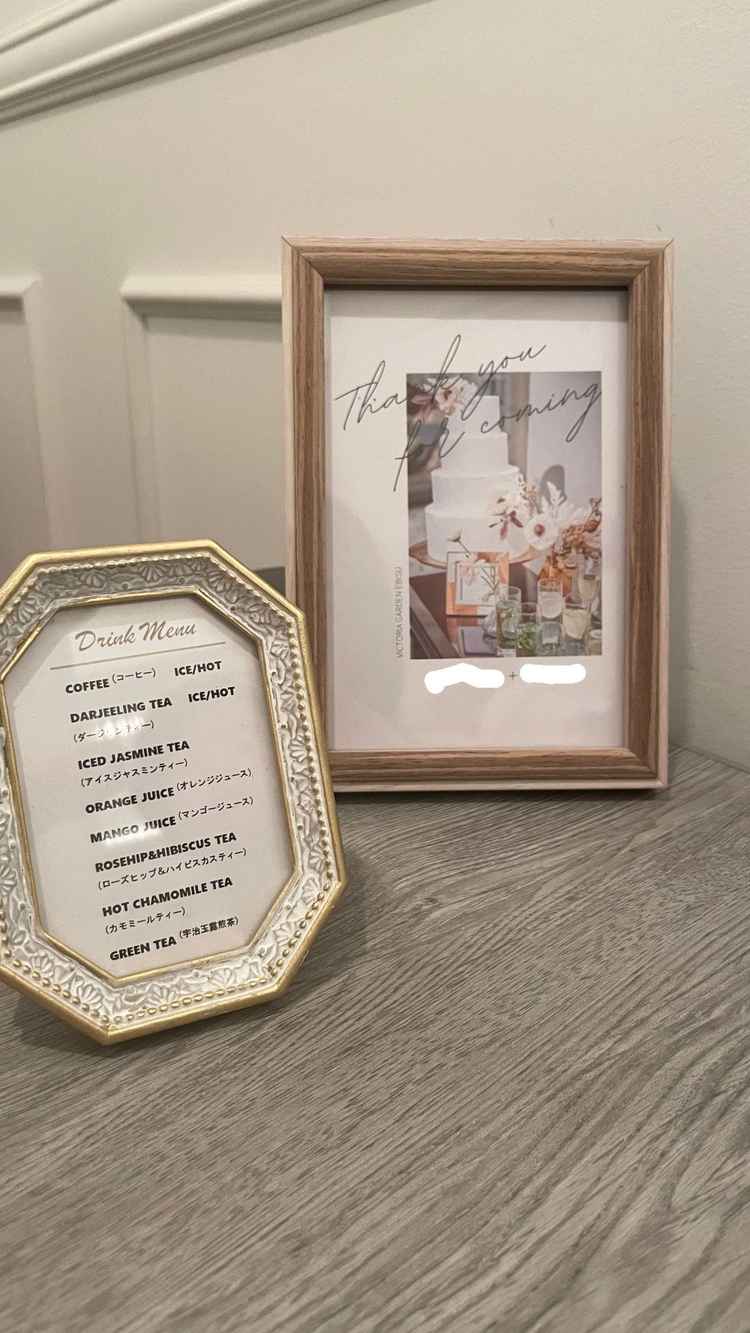 Drink Menu
COFFEE (コーヒー) ICE/HOT
DARJEELING TEA ICE/HOT
ICED JASMINE TEA
(アイスジャスミンティー)
ORANGE JUICE (オレンジジュース)
MANGO JUICE (マンゴージュース)
ROSEHIP&HIBISCUS TEA
(ローズヒップ&ハイビスカスティー)
HOT CHAMOMILE TEA
(カモミールティー)
GREEN TEA (宇治玉露煎茶)
Thank you
for coming
VICTORIA GARDEN EBISU
+